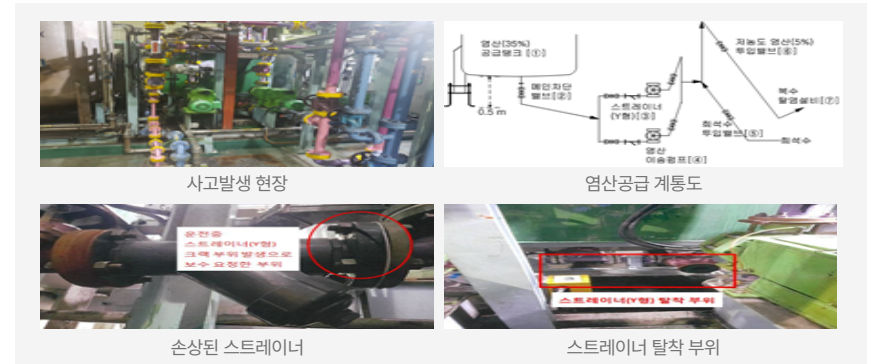 염산(35%)
공급탱크 [①]
메인차단
밸브[②]
0.5 m
스트레이너
(Y형)[③]
염산
이송펌프[④]
저농도 염산(5%)
투입밸브[⑥]
복수
탈염설비[⑦]
희석수
투입밸브[⑤]
희석수
사고발생 현장
염산공급 계통도
운전중
스트레이너(Y형)
크랙 부위 발생으로
보수 요청한 부위
스트레이너(Y형) 탈착 부위
손상된 스트레이너
스트레이너 탈착 부위